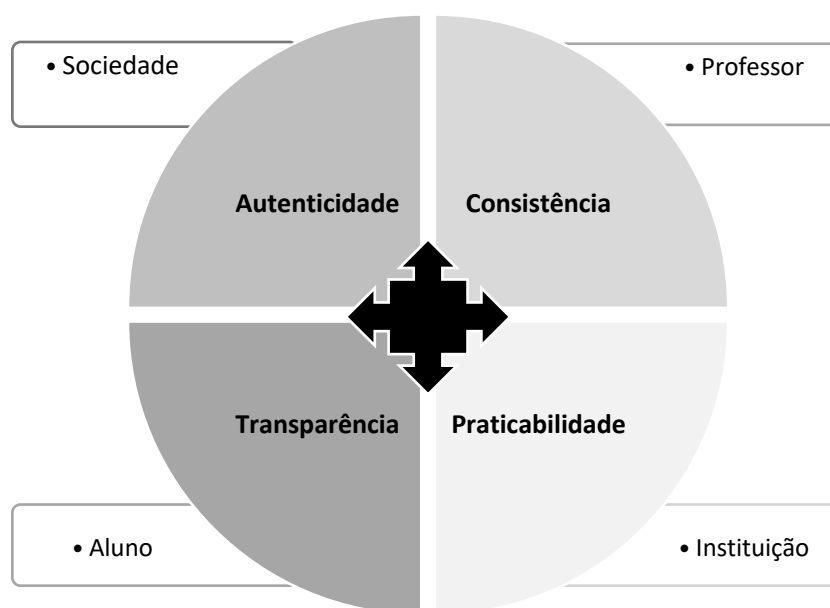 • Sociedade
• Professor
Autenticidade
Consistência
Transparência
Praticabilidade
• Aluno
• Instituição